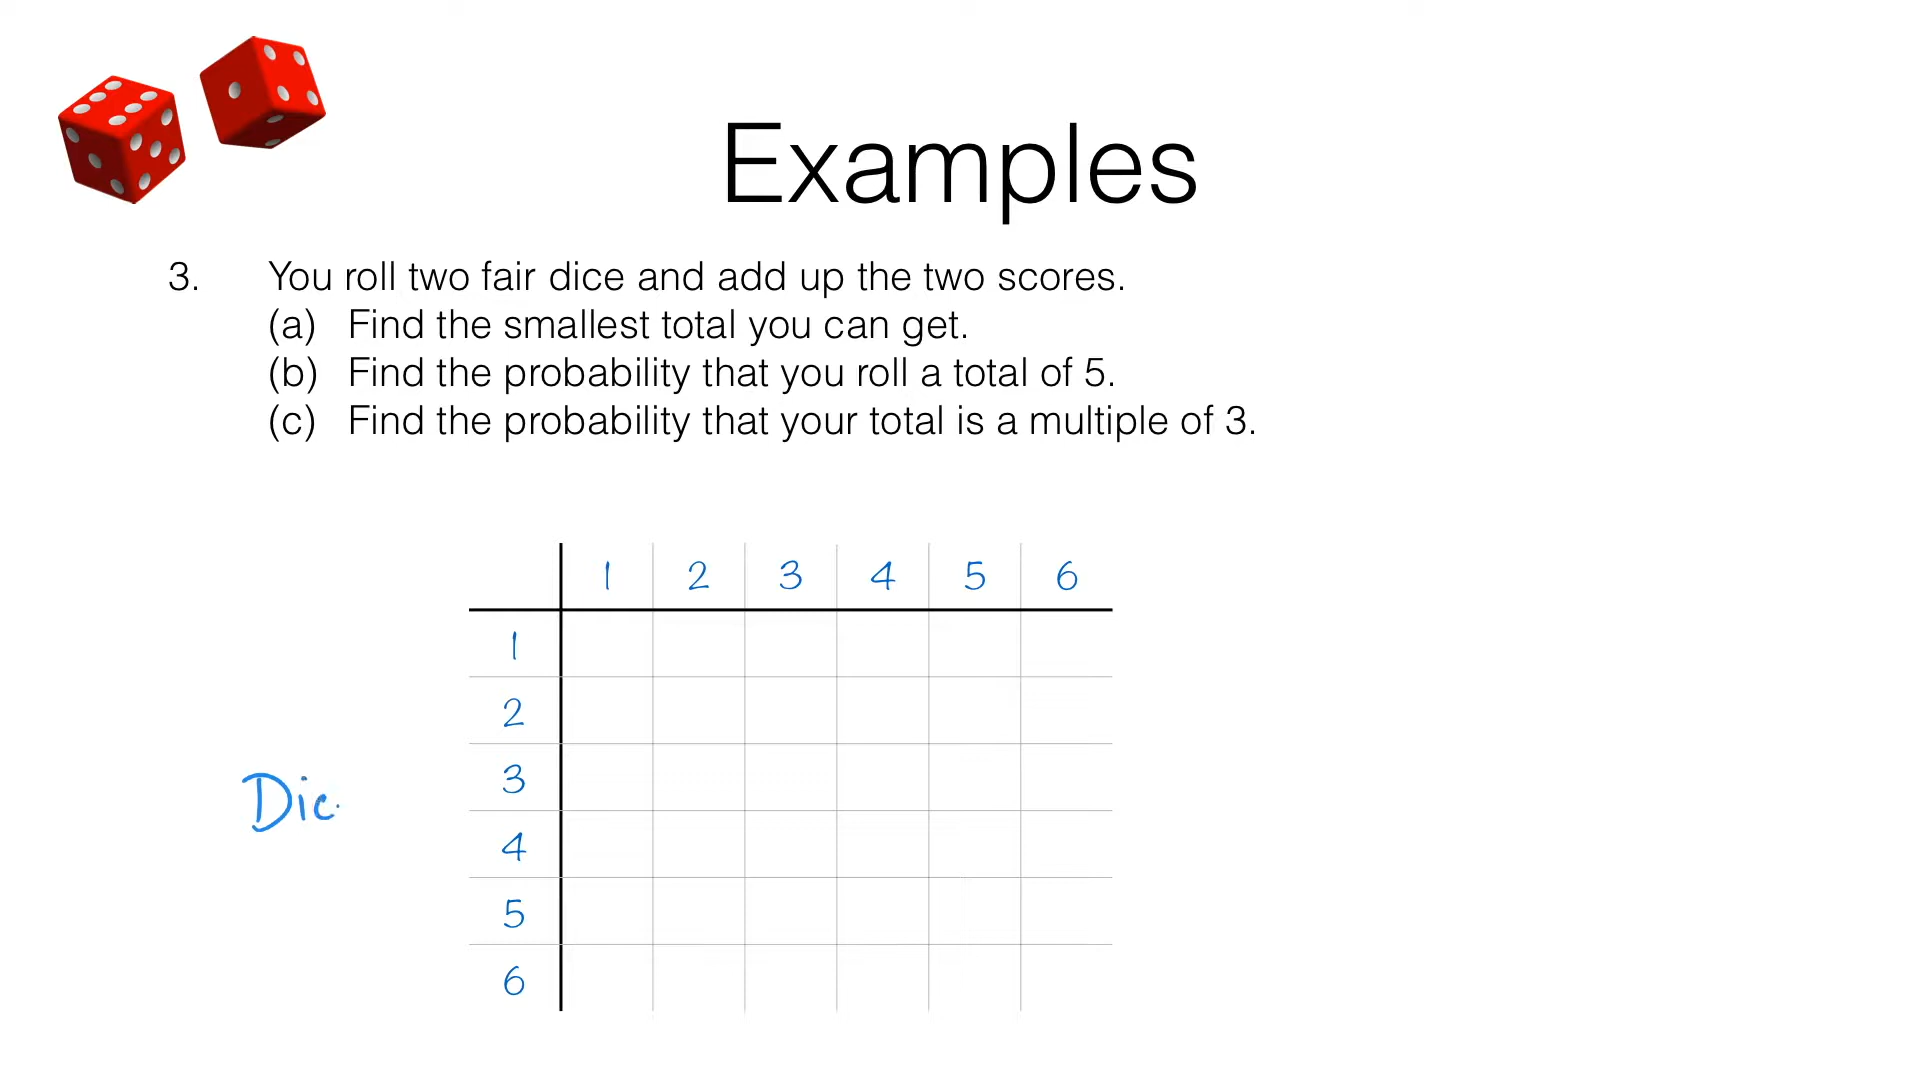 Examples
3. You roll two fair dice and add up the two scores.
(a) Find the smallest total you can get.
(b) Find the probability that you roll a total of 5.
(c) Find the probability that your total is a multiple of 3.
1 2 3 4 5 6
1
2
3
Dic
4
5
6